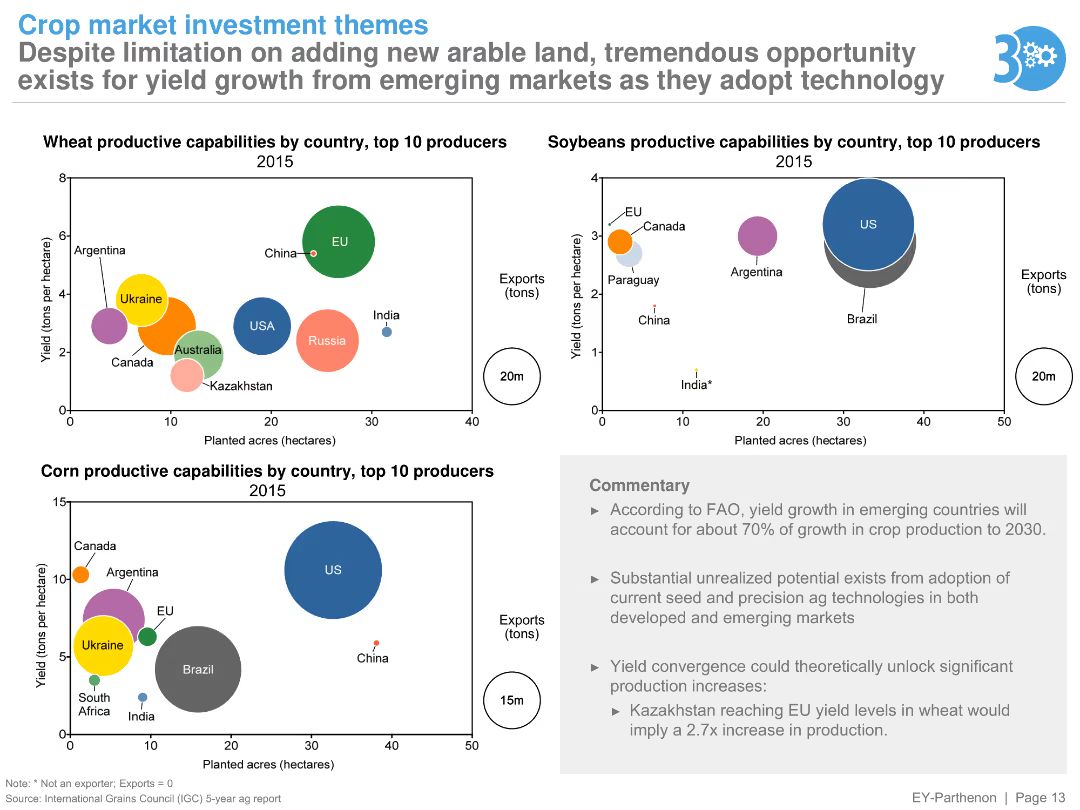 Crop market investment themes
Despite limitation on adding new arable land, tremendous opportunity
exists for yield growth from emerging markets as they adopt technology
3
Wheat productive capabilities by country, top 10 producers
2015
Yield (tons per hectare)
8
6
4
2
0
0
10
20
30
40
Planted acres (hectares)
Argentina
Ukraine
Canada
Australia
Kazakhstan
USA
China
EU
Russia
India
Exports
(tons)
20m
Soybeans productive capabilities by country, top 10 producers
2015
Yield (tons per hectare)
4
3
2
1
0
0
10
20
30
40
50
Planted acres (hectares)
EU
Canada
Paraguay
China
India*
Argentina
US
Brazil
Exports
(tons)
20m
Corn productive capabilities by country, top 10 producers
2015
Yield (tons per hectare)
15
10
5
0
0
10
20
30
40
50
Planted acres (hectares)
Canada
Argentina
EU
Ukraine
South
Africa
India
Brazil
US
China
Exports
(tons)
15m
Commentary
► According to FAO, yield growth in emerging countries will
account for about 70% of growth in crop production to 2030.
► Substantial unrealized potential exists from adoption of
current seed and precision ag technologies in both
developed and emerging markets
► Yield convergence could theoretically unlock significant
production increases:
► Kazakhstan reaching EU yield levels in wheat would
imply a 2.7x increase in production.
Note: * Not an exporter; Exports = 0
Source: International Grains Council (IGC) 5-year ag report
EY-Parthenon | Page 13